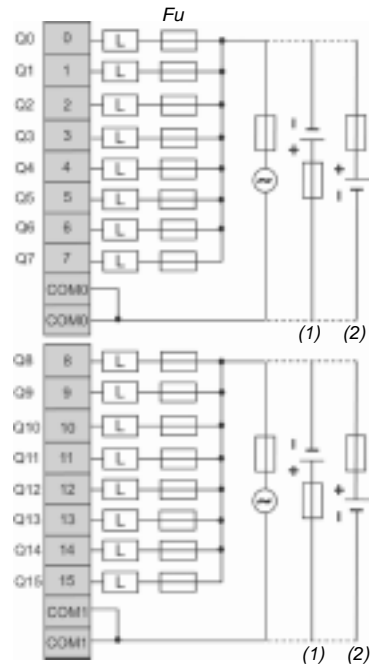 Fu
Q0 0 L
Q1 1 L
Q2 2 L
Q3 3 L
Q4 4 L
Q5 5 L
Q6 6 L
Q7 7 L
COM0
COM0
(1) (2)
Q8 8 L
Q9 9 L
Q10 10 L
Q11 11 L
Q12 12 L
Q13 13 L
Q14 14 L
Q15 15 L
COM1
COM1
(1) (2)